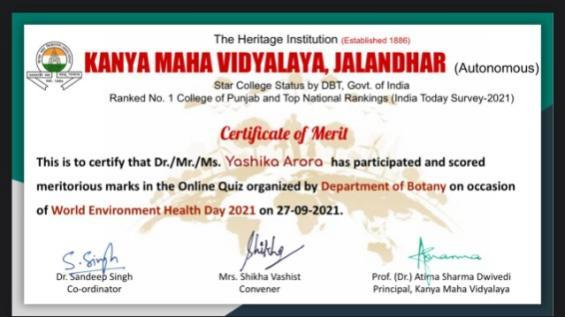 The Heritage Institution (Established 1886)
KANYA MAHA VIDYALAYA, JALANDHAR (Autonomous)
Star College Status by DBT, Govt. of India
Ranked No. 1 College of Punjab and Top National Rankings (India Today Survey-2021)
Certificate of Merit
This is to certify that Dr./Mr./Ms. Yashika Arora has participated and scored
meritorious marks in the Online Quiz organized by Department of Botany on occasion
of World Environment Health Day 2021 on 27-09-2021.
S. Singh Shikha
Dr. Sandeep Singh Mrs. Shikha Vashist Prof. (Dr.) Atima Sharma Dwivedi
Co-ordinator Convener Principal, Kanya Maha Vidyalaya